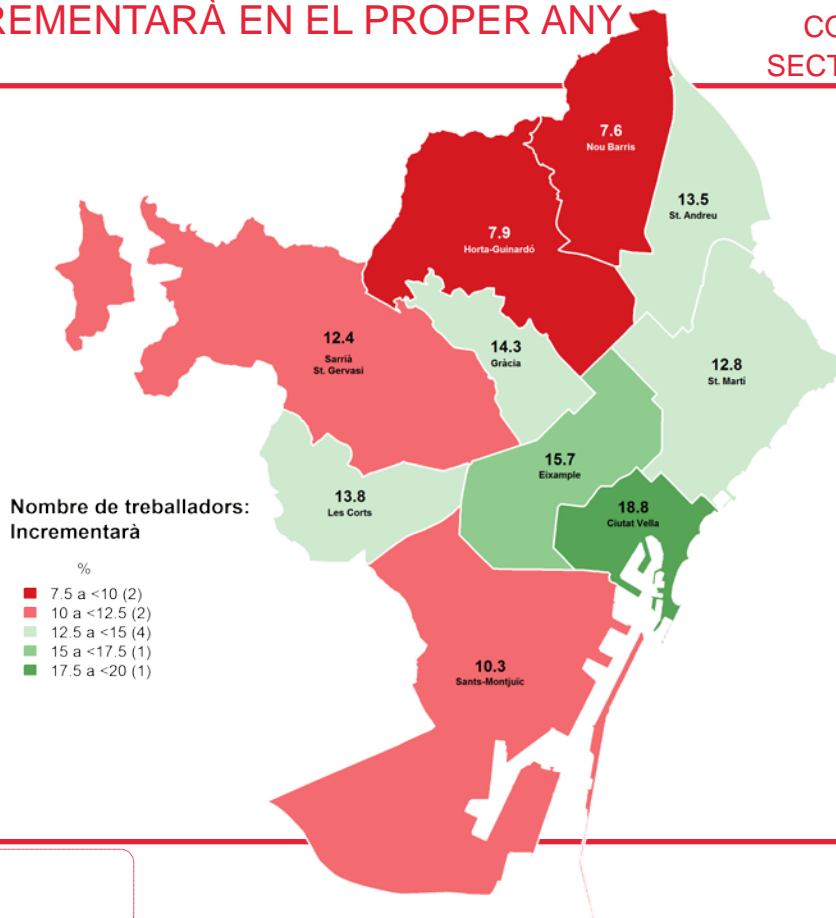 REMENTARÀ EN EL PROPER ANY
CO
SECT
7.6
Nou Barris
13.5
St. Andreu
7.9
Horta-Guinardó
12.4
Sarrià
St. Gervasi
14.3
Gràcia
12.8
St. Martí
15.7
Eixample
13.8
Les Corts
18.8
Ciutat Vella
Nombre de treballadors:
Incrementarà
%
7.5 a <10 (2)
10 a <12.5 (2)
12.5 a <15 (4)
15 a <17.5 (1)
17.5 a <20 (1)
10.3
Sants-Montjuïc